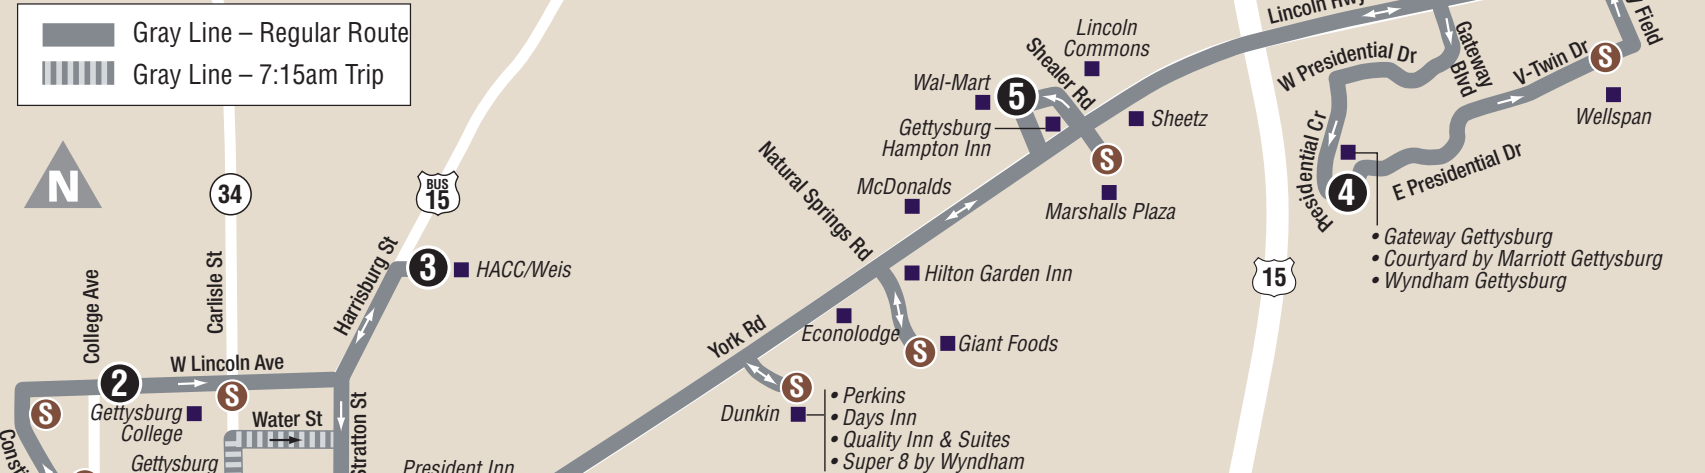 Gray Line – Regular Route
Gray Line – 7:15am Trip
N
34
BUS
15
Carlisle St
College Ave
Harrisburg St
3
HACC/Weis
W Lincoln Ave
2
S
S
Gettysburg
College
Water St
Stratton St
Gettysburg
President Inn
Lincoln Hwy
Lincoln
Commons
Shealer Rd
Wal-Mart
5
Gettysburg
Hampton Inn
Sheetz
S
Marshalls Plaza
McDonalds
Natural Springs Rd
Hilton Garden Inn
Econolodge
S
Giant Foods
York Rd
S
Dunkin
• Perkins
• Days Inn
• Quality Inn & Suites
• Super 8 by Wyndham
15
W Presidential Dr
Gateway
Blvd
V-Twin Dr
S
Field
Wellspan
Presidential Cr
4
E Presidential Dr
• Gateway Gettysburg
• Courtyard by Marriott Gettysburg
• Wyndham Gettysburg